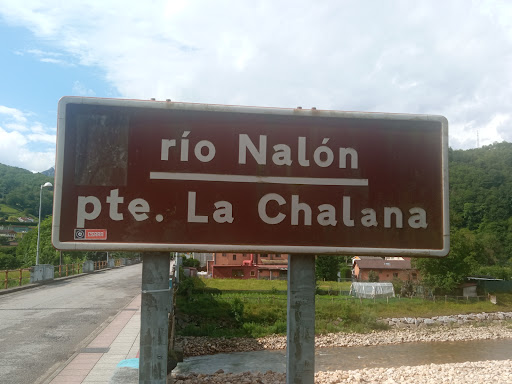 río Nalón
pte. La Chalana